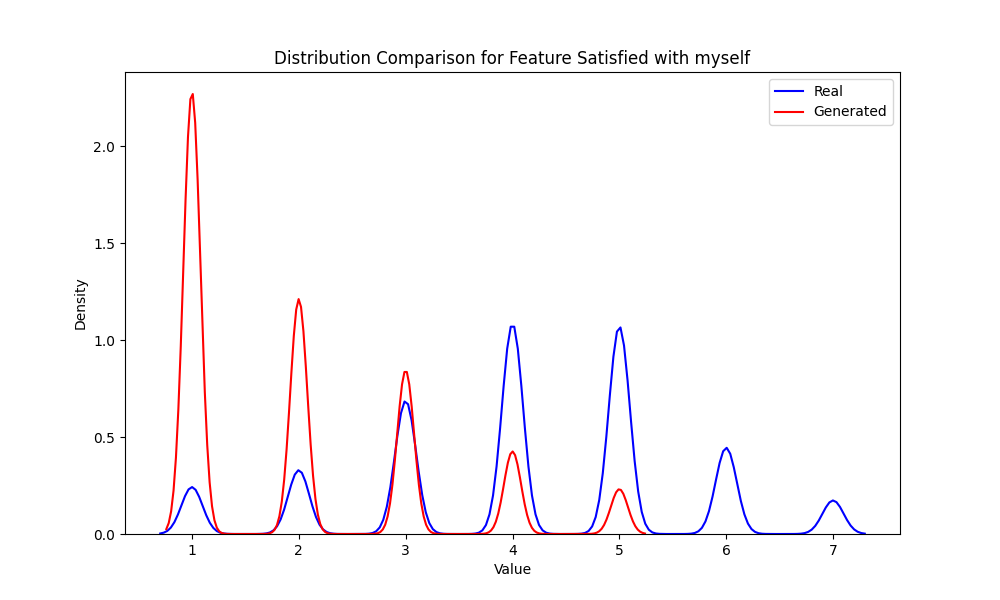 Distribution Comparison for Feature Satisfied with myself
Real
Generated
Density
2.0
1.5
1.0
0.5
0.0
1 2 3 4 5 6 7
Value